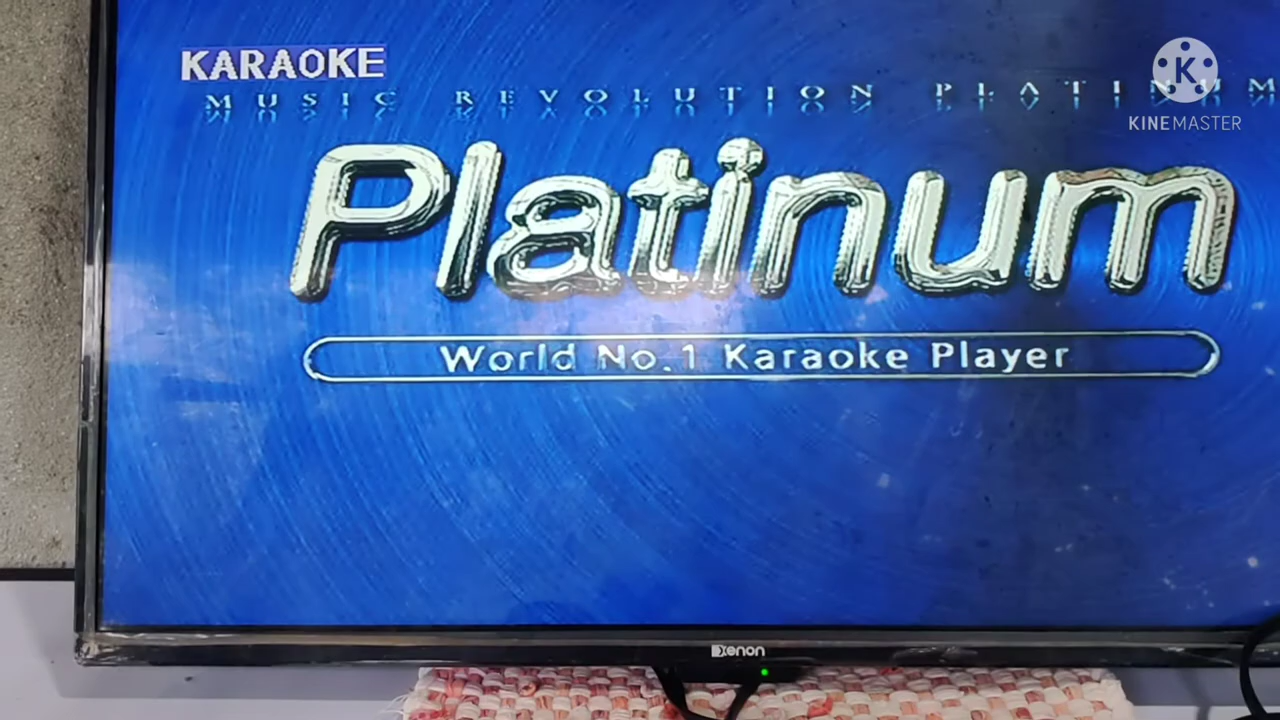 KARAOKE
MUSIC REVOLUTION PLATINUM
Platinum
World No.1 Karaoke Player
Xenon
K
KINEMASTER